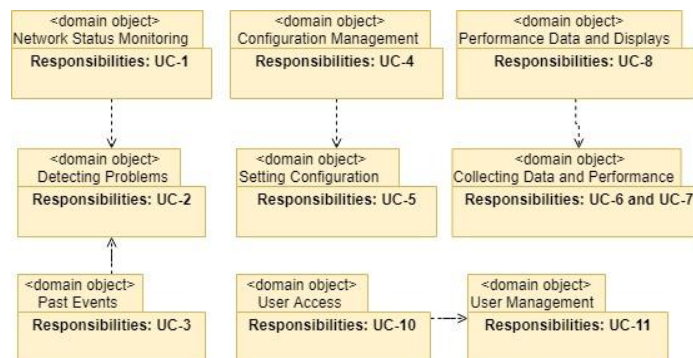 <domain object>
Network Status Monitoring
Responsibilities: UC-1
<domain object>
Configuration Management
Responsibilities: UC-4
<domain object>
Performance Data and Displays
Responsibilities: UC-8
<domain object>
Detecting Problems
Responsibilities: UC-2
<domain object>
Setting Configuration
Responsibilities: UC-5
<domain object>
Collecting Data and Performance
Responsibilities: UC-6 and UC-7
<domain object>
Past Events
Responsibilities: UC-3
<domain object>
User Access
Responsibilities: UC-10
<domain object>
User Management
Responsibilities: UC-11